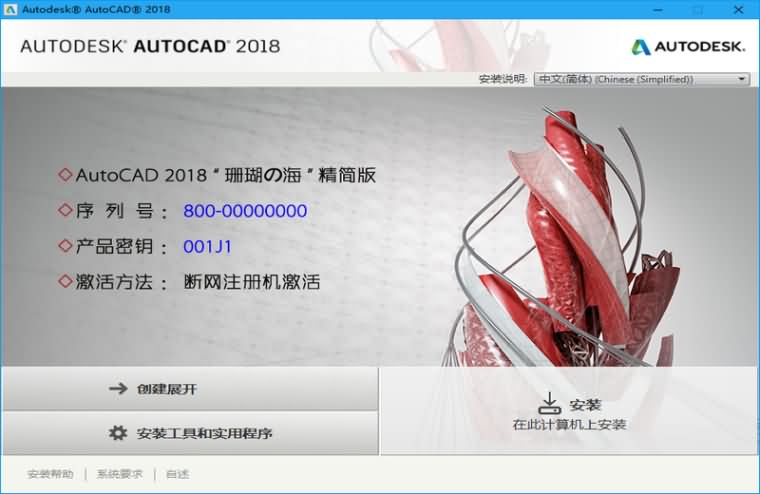 Autodesk® AutoCAD® 2018
AUTODESK® AUTOCAD® 2018
AUTODESK.
安装说明: 中文(简体) (Chinese (Simplified))
AutoCAD 2018 "珊瑚の海"精简版
序 列 号： 800-00000000
产品密钥： 001J1
激活方法： 断网注册机激活
创建展开
安装工具和实用程序
安装
在此计算机上安装
安装帮助 | 系统要求 | 自述